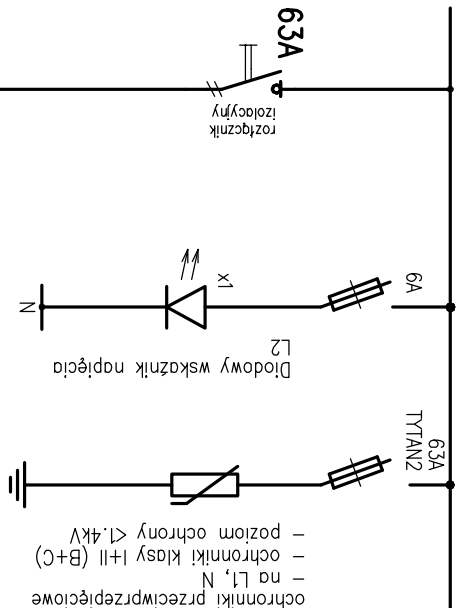 63A
rozłącznik
izolacyjny
6A
x1
N
L2
Diodowy wskaźnik napięcia
63A
TYTAN2
ochronniki przeciwprzepięciowe
– na L1, N
– ochronniki klasy I+II (B+C)
– poziom ochrony <1.4kV